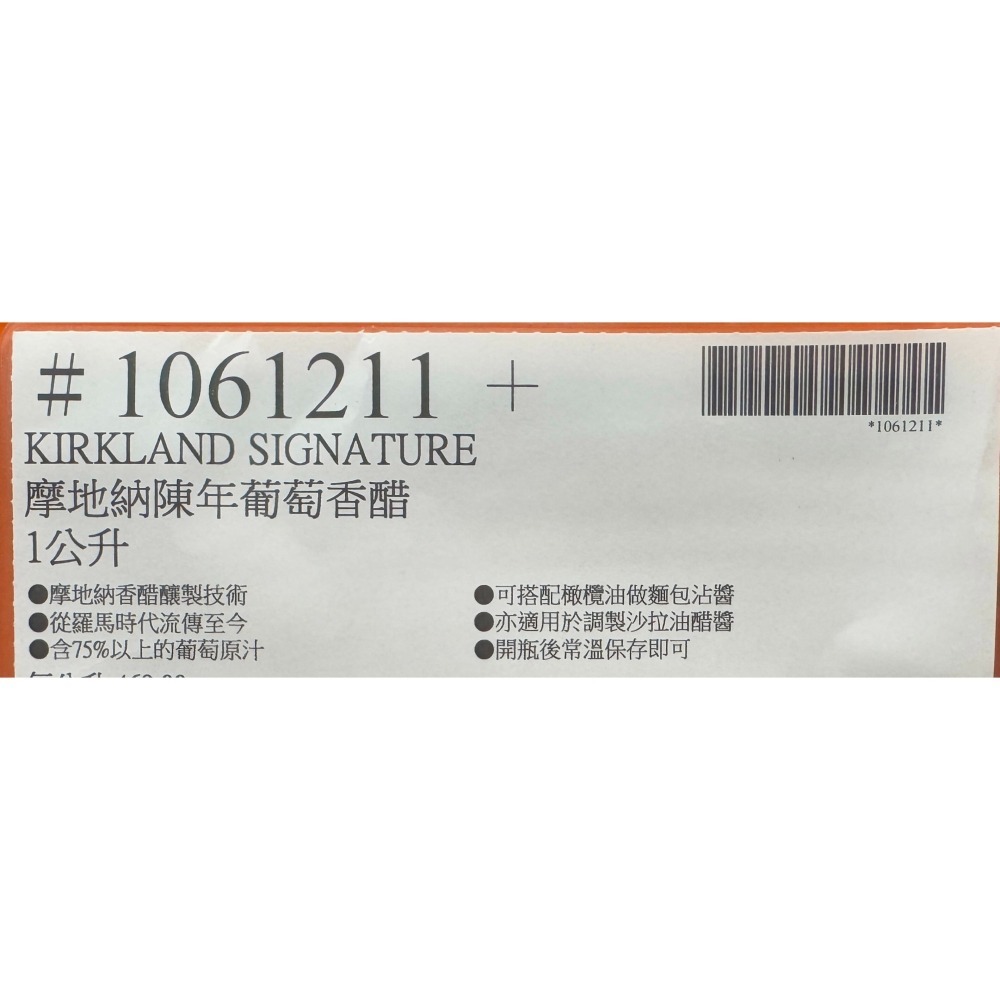 # 1061211 +
*1061211*
KIRKLAND SIGNATURE
摩地納陳年葡萄香醋
1公升
●摩地納香醋釀製技術
●從羅馬時代流傳至今
●含75%以上的葡萄原汁
●可搭配橄欖油做麵包沾醬
●亦適用於調製沙拉油醋醬
●開瓶後常溫保存即可